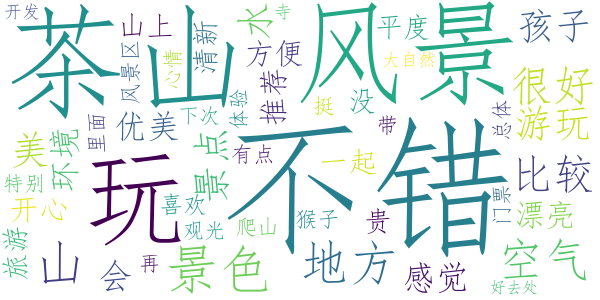 开发
山上
水
寺
平度
孩子
茶山
风景
风景区
心情
清新
方便
大自然
推荐
挺
没
很好
游玩
下次
体验
优美
里面
美
环境
景点
有点
一起
带
总体
不错
玩
比较
特别
开心
喜欢
观光
爬山
猴子
贵
门票
漂亮
旅游
山
会
再
景色
地方
感觉
空气
好去处